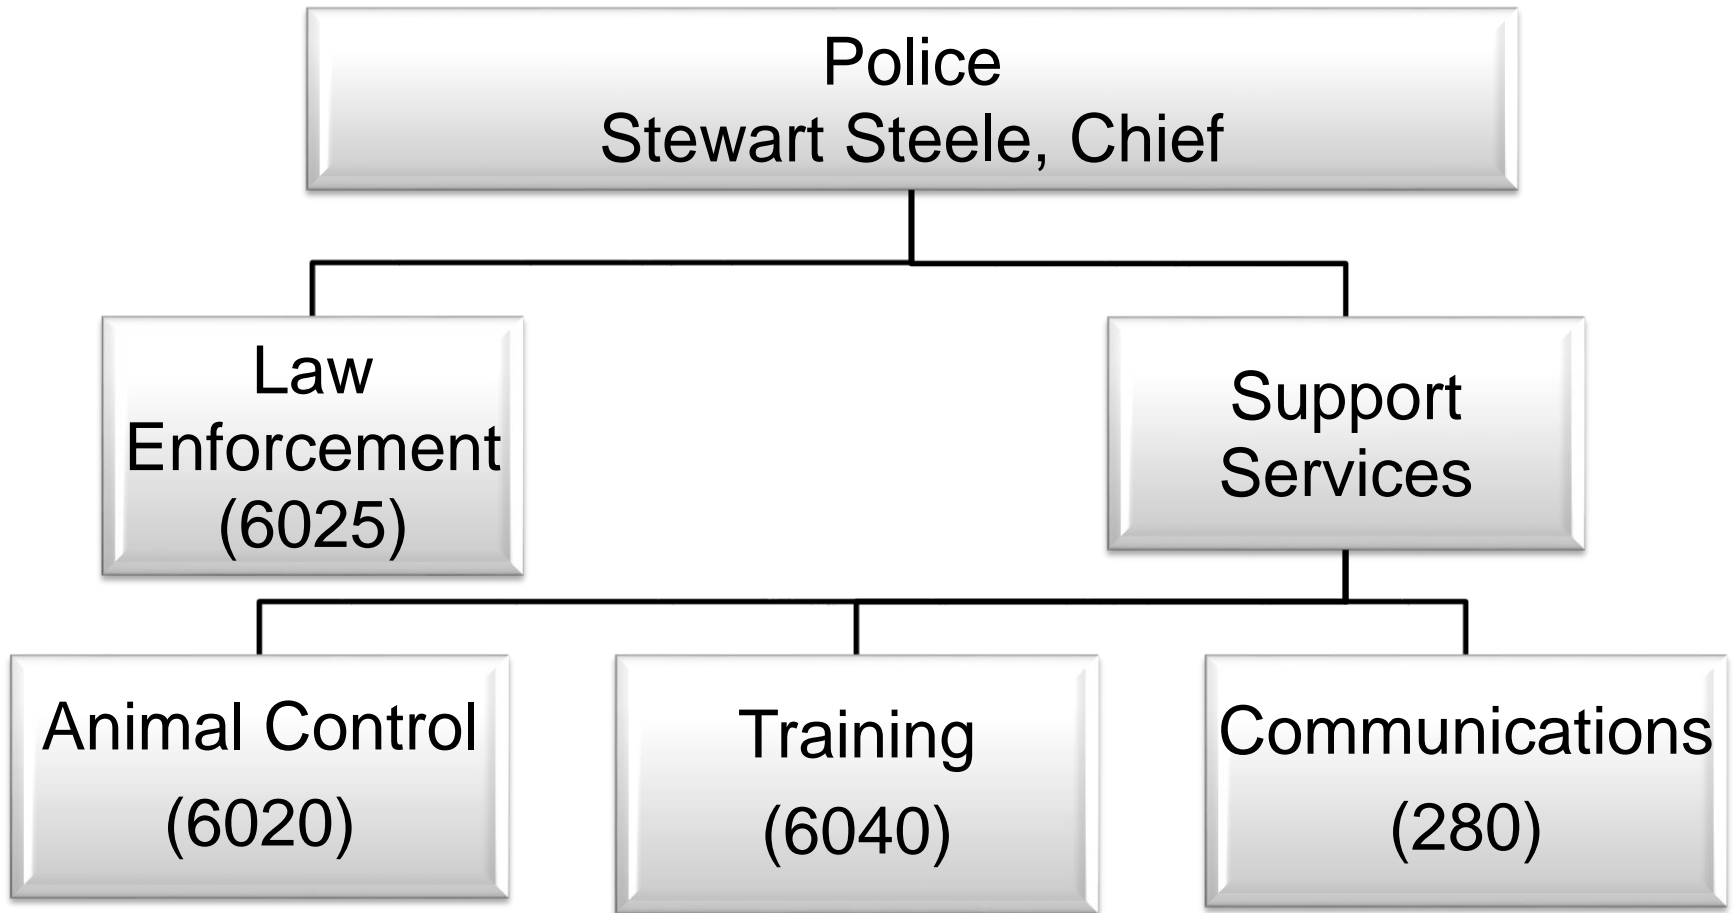 Police
Stewart Steele, Chief
Law
Enforcement
(6025)
Support
Services
Animal Control
(6020)
Training
(6040)
Communications
(280)